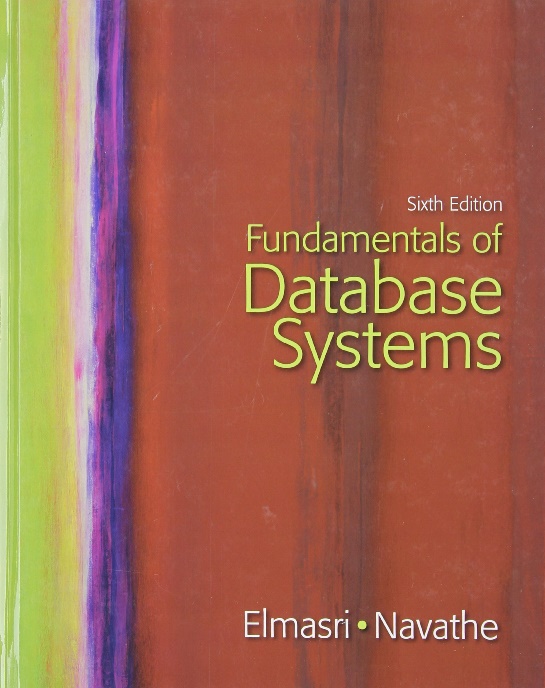 Sixth Edition
Fundamentals of
Database
Systems
Elmasri • Navathe